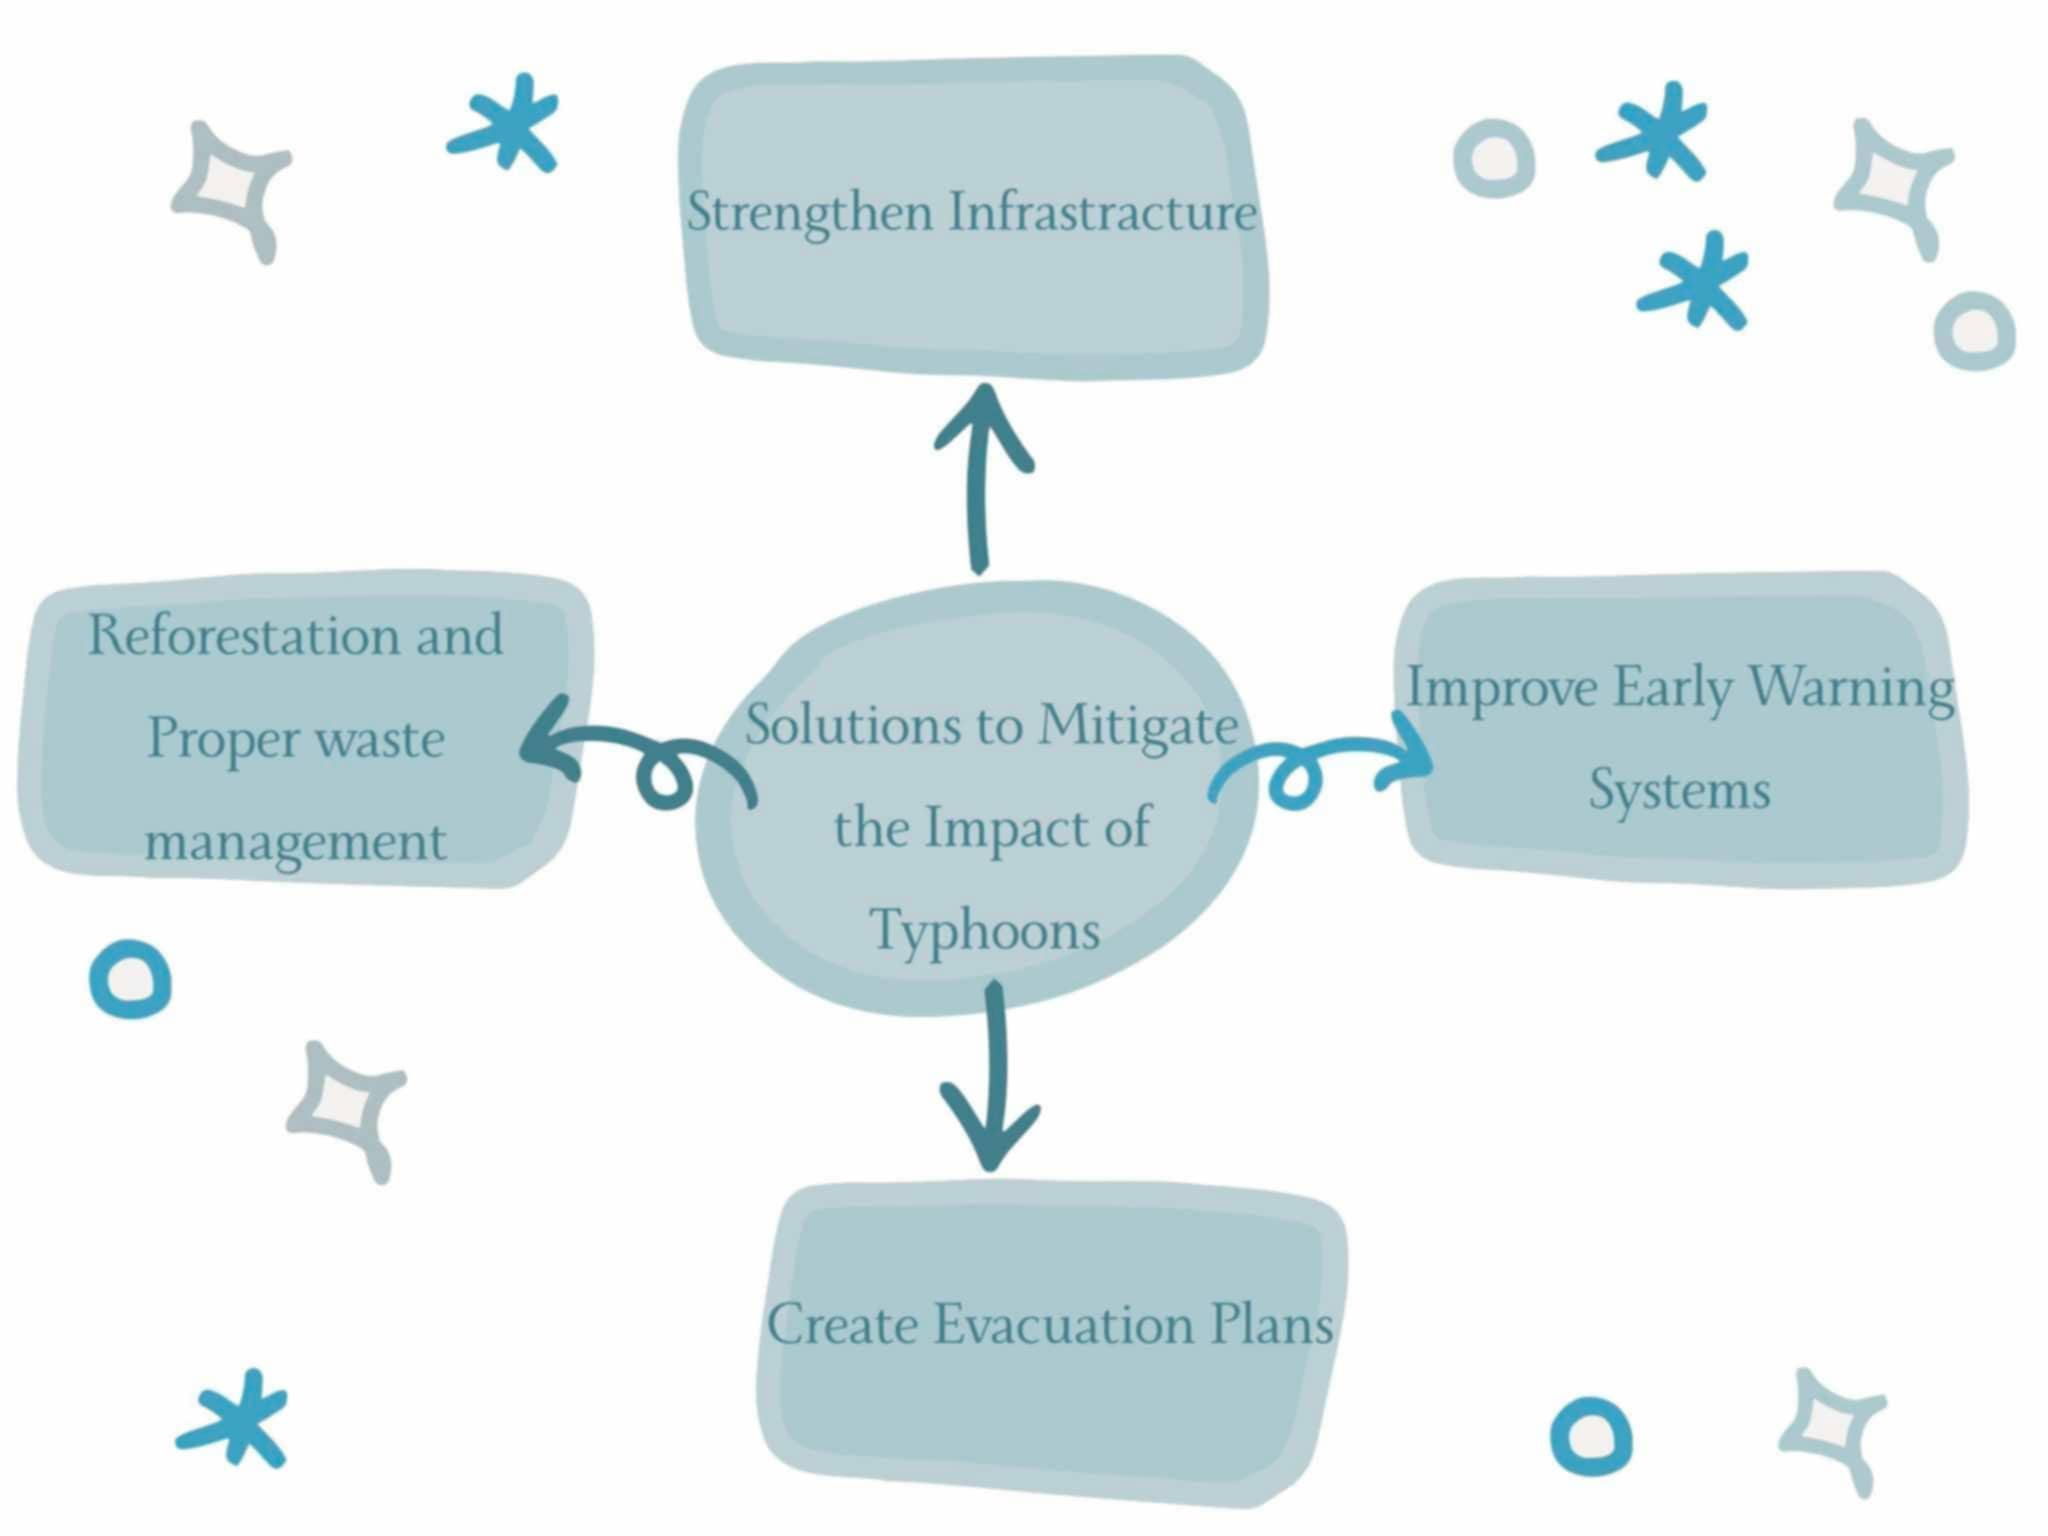 Strengthen Infrastracture
Reforestation and
Proper waste
management
Solutions to Mitigate
the Impact of
Typhoons
Improve Early Warning
Systems
Create Evacuation Plans